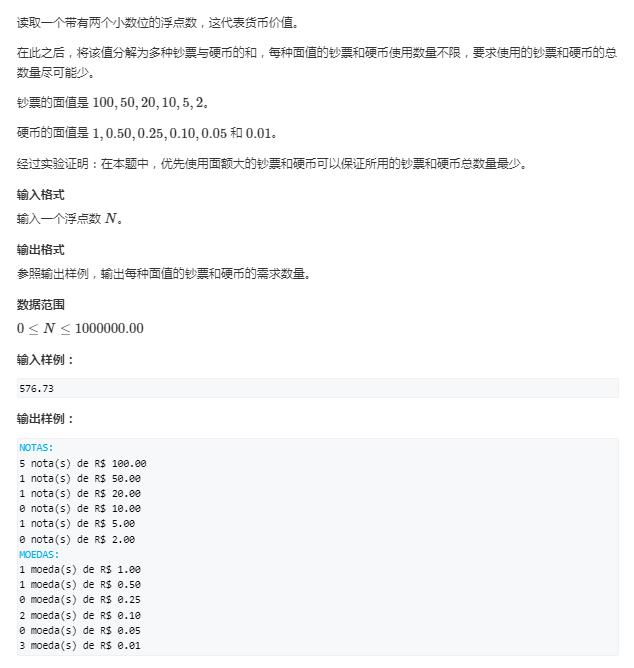 读取一个带有两个小数位的浮点数，这代表货币价值。
在此之后，将该值分解为多种钞票与硬币的和，每种面值的钞票和硬币使用数量不限，要求使用的钞票和硬币的总
数量尽可能少。
钞票的面值是 100, 50, 20, 10, 5, 2。
硬币的面值是 1, 0.50, 0.25, 0.10, 0.05 和 0.01。
经过实验证明：在本题中，优先使用面额大的钞票和硬币可以保证所用的钞票和硬币总数量最少。
输入格式
输入一个浮点数 N。
输出格式
参照输出样例，输出每种面值的钞票和硬币的需求数量。
数据范围
0 ≤ N ≤ 1000000.00
输入样例：
576.73
输出样例：
NOTAS:
5 nota(s) de R$ 100.00
1 nota(s) de R$ 50.00
1 nota(s) de R$ 20.00
0 nota(s) de R$ 10.00
1 nota(s) de R$ 5.00
0 nota(s) de R$ 2.00
MOEDAS:
1 moeda(s) de R$ 1.00
1 moeda(s) de R$ 0.50
0 moeda(s) de R$ 0.25
2 moeda(s) de R$ 0.10
0 moeda(s) de R$ 0.05
3 moeda(s) de R$ 0.01